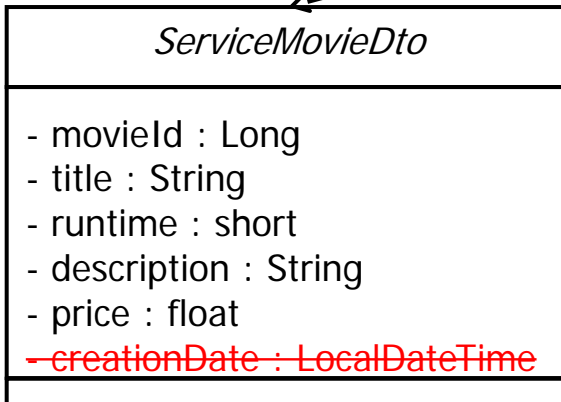 ServiceMovieDto
- movieId : Long
- title : String
- runtime : short
- description : String
- price : float
- creationDate : LocalDateTime